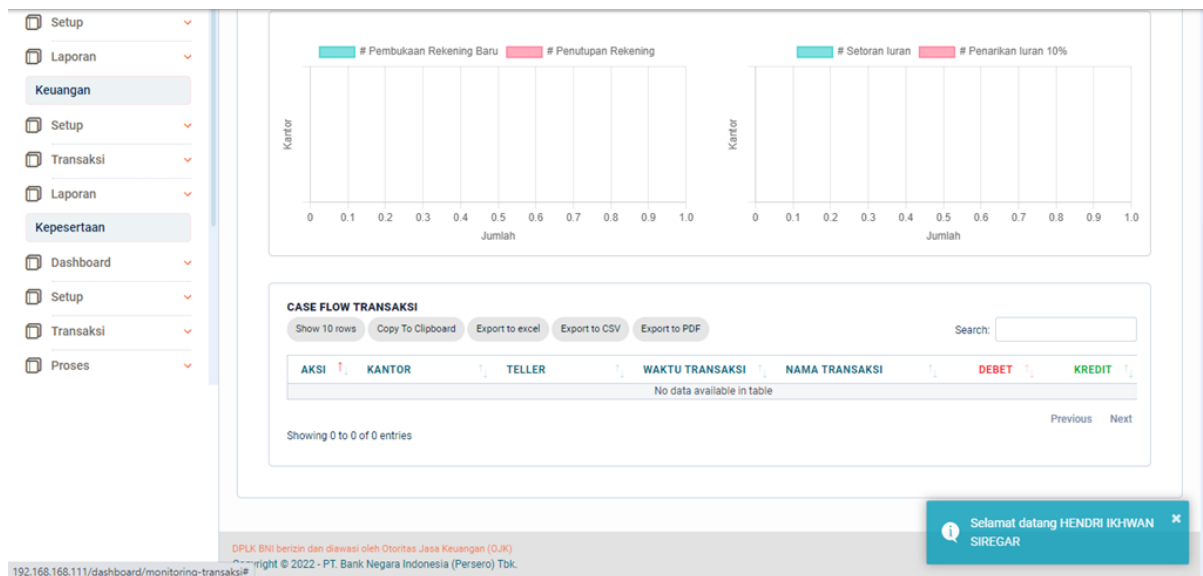 Setup
Laporan
Keuangan
Setup
Transaksi
Laporan
Kepesertaan
Dashboard
Setup
Transaksi
Proses
# Pembukaan Rekening Baru # Penutupan Rekening
Kantor
0 0.1 0.2 0.3 0.4 0.5 0.6 0.7 0.8 0.9 1.0
Jumlah
# Setoran Iuran # Penarikan Iuran 10%
Kantor
0 0.1 0.2 0.3 0.4 0.5 0.6 0.7 0.8 0.9 1.0
Jumlah
CASE FLOW TRANSAKSI
Show 10 rows Copy To Clipboard Export to excel Export to CSV Export to PDF Search:
AKSI KANTOR TELLER WAKTU TRANSAKSI NAMA TRANSAKSI DEBET KREDIT
No data available in table
Previous Next
Showing 0 to 0 of 0 entries
Selamat datang HENDRI IKHWAN
SIREGAR
DPLK BNI berizin dan diawasi oleh Otoritas Jasa Keuangan (OJK)
© 2022 - PT. Bank Negara Indonesia (Persero) Tbk.
192.168.168.111/dashboard/monitoring-transaksi#